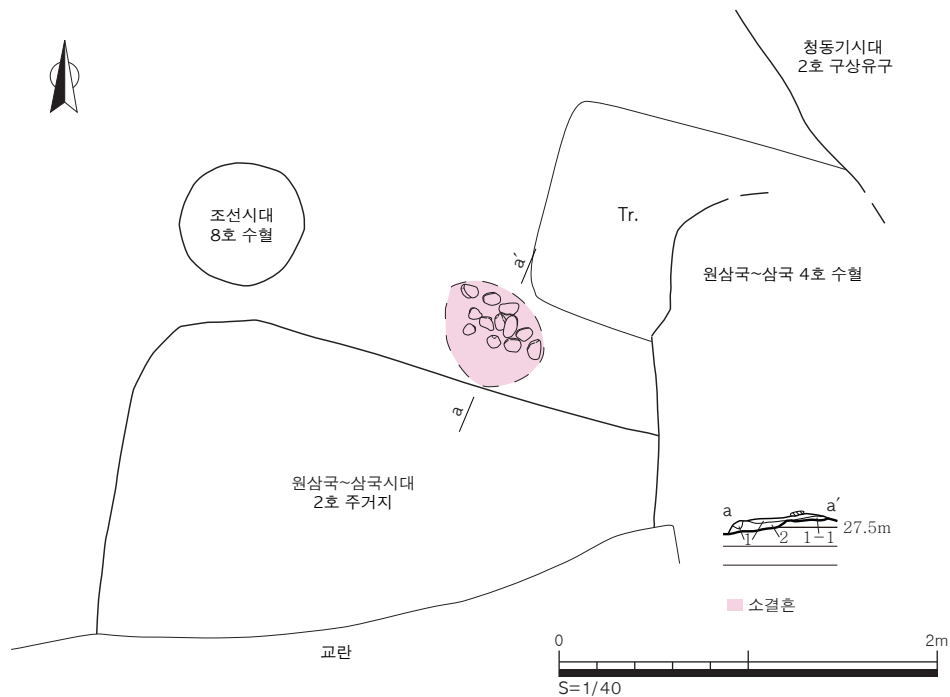 청동기시대
2호 구상유구
조선시대
8호 수혈
Tr.
a´
원삼국~삼국 4호 수혈
a
원삼국~삼국시대
2호 주거지
a a´
27.5m
1 2 1-1
소결흔
교란
0 2m
S=1/40